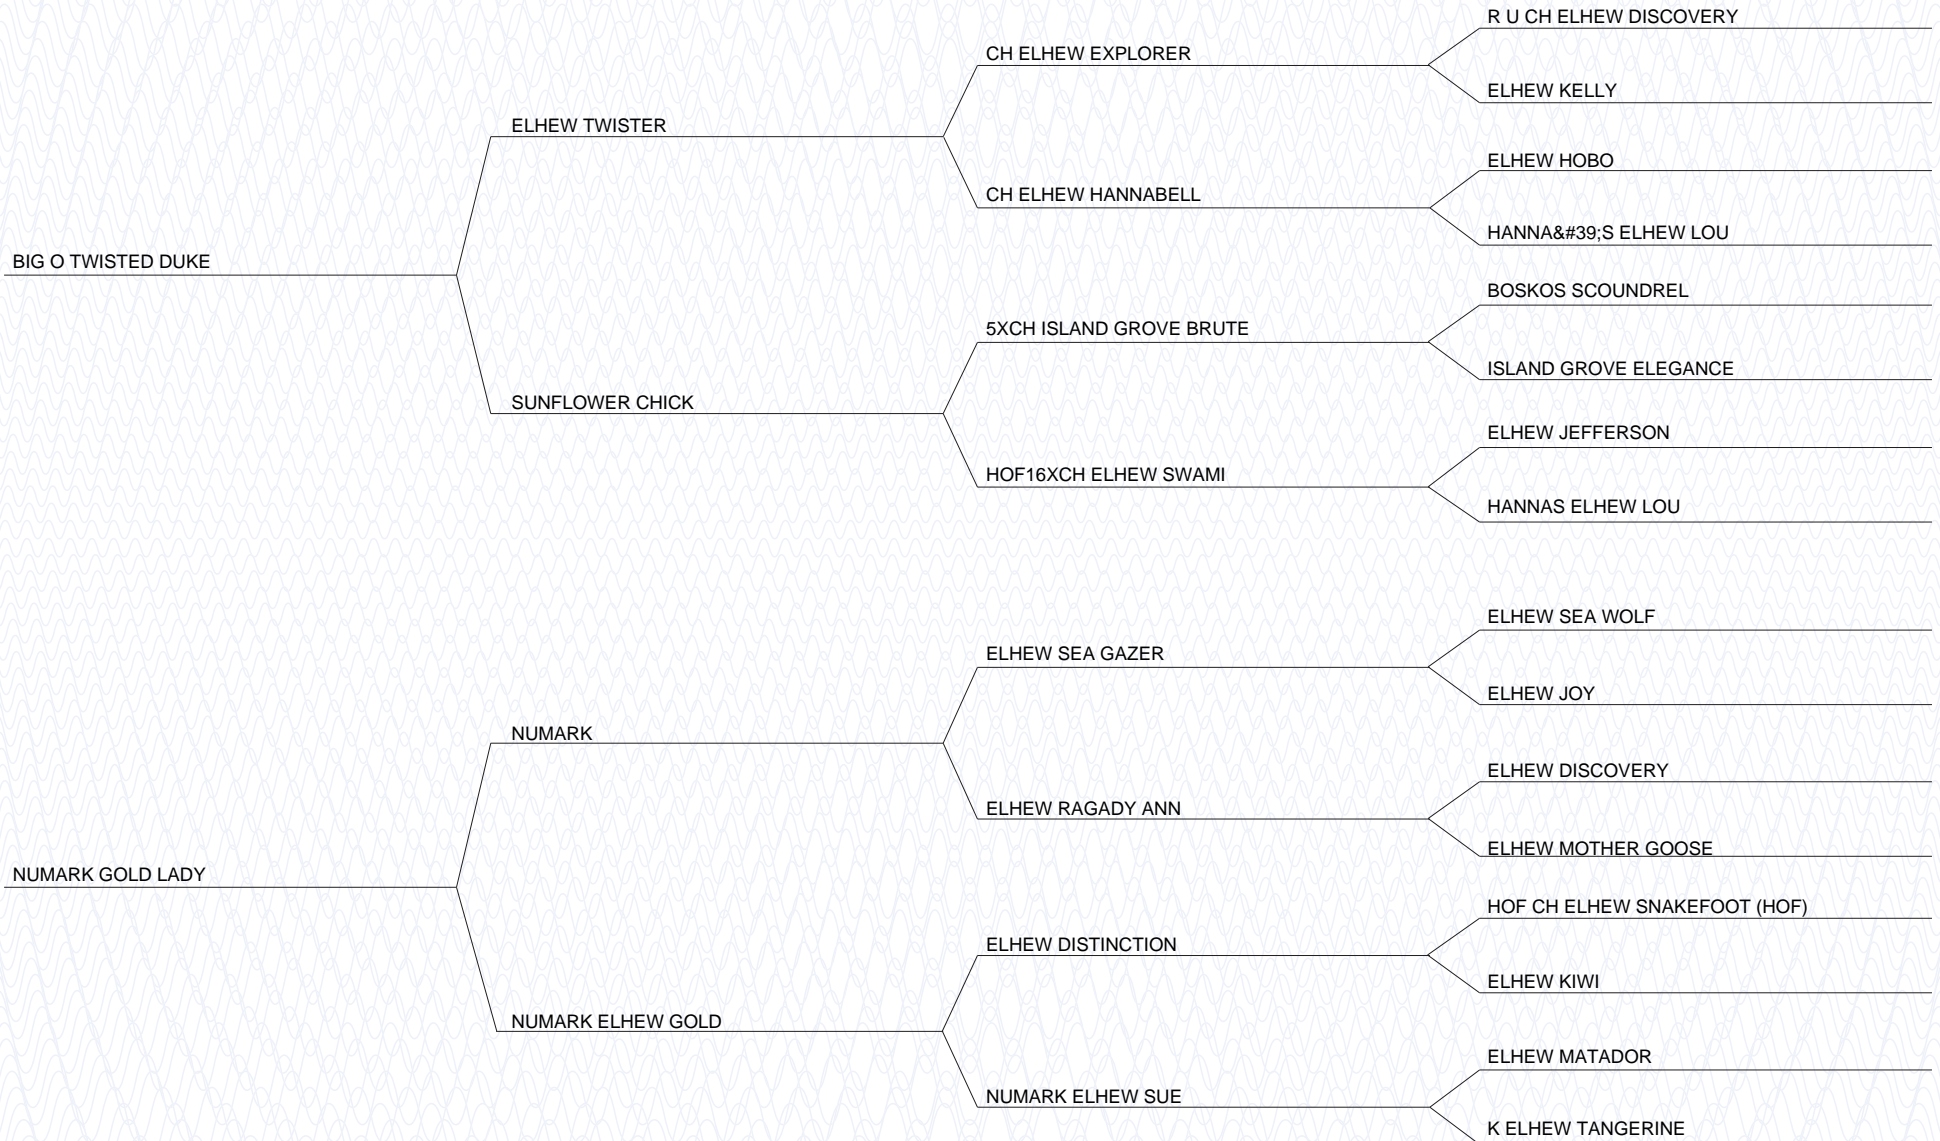 BIG O TWISTED DUKE
ELHEW TWISTER
CH ELHEW EXPLORER
R U CH ELHEW DISCOVERY
ELHEW KELLY
CH ELHEW HANNABELL
ELHEW HOBO
HANNA&#39;S ELHEW LOU
SUNFLOWER CHICK
5XCH ISLAND GROVE BRUTE
BOSKOS SCOUNDREL
ISLAND GROVE ELEGANCE
HOF16XCH ELHEW SWAMI
ELHEW JEFFERSON
HANNAS ELHEW LOU
NUMARK GOLD LADY
NUMARK
ELHEW SEA GAZER
ELHEW SEA WOLF
ELHEW JOY
ELHEW RAGADY ANN
ELHEW DISCOVERY
ELHEW MOTHER GOOSE
NUMARK ELHEW GOLD
ELHEW DISTINCTION
HOF CH ELHEW SNAKEFOOT (HOF)
ELHEW KIWI
NUMARK ELHEW SUE
ELHEW MATADOR
K ELHEW TANGERINE